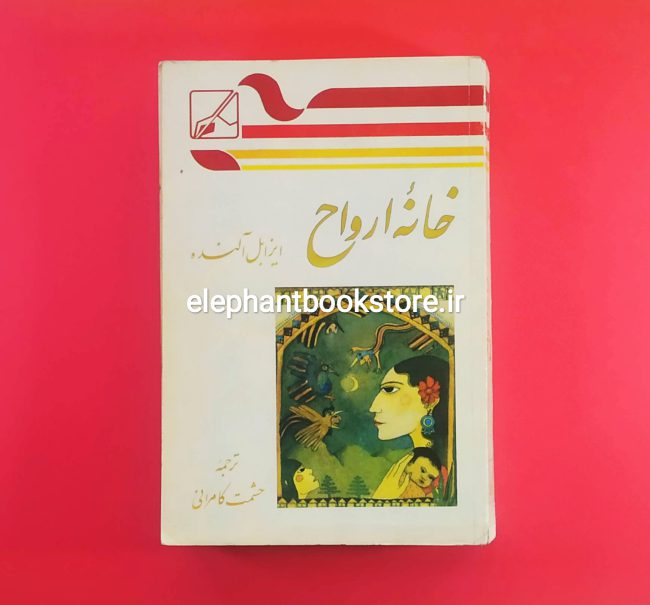 خانهٔ ارواح
ایزابل آلنده
elephantbookstore.ir
ترجمهٔ
حشمت کامرانی